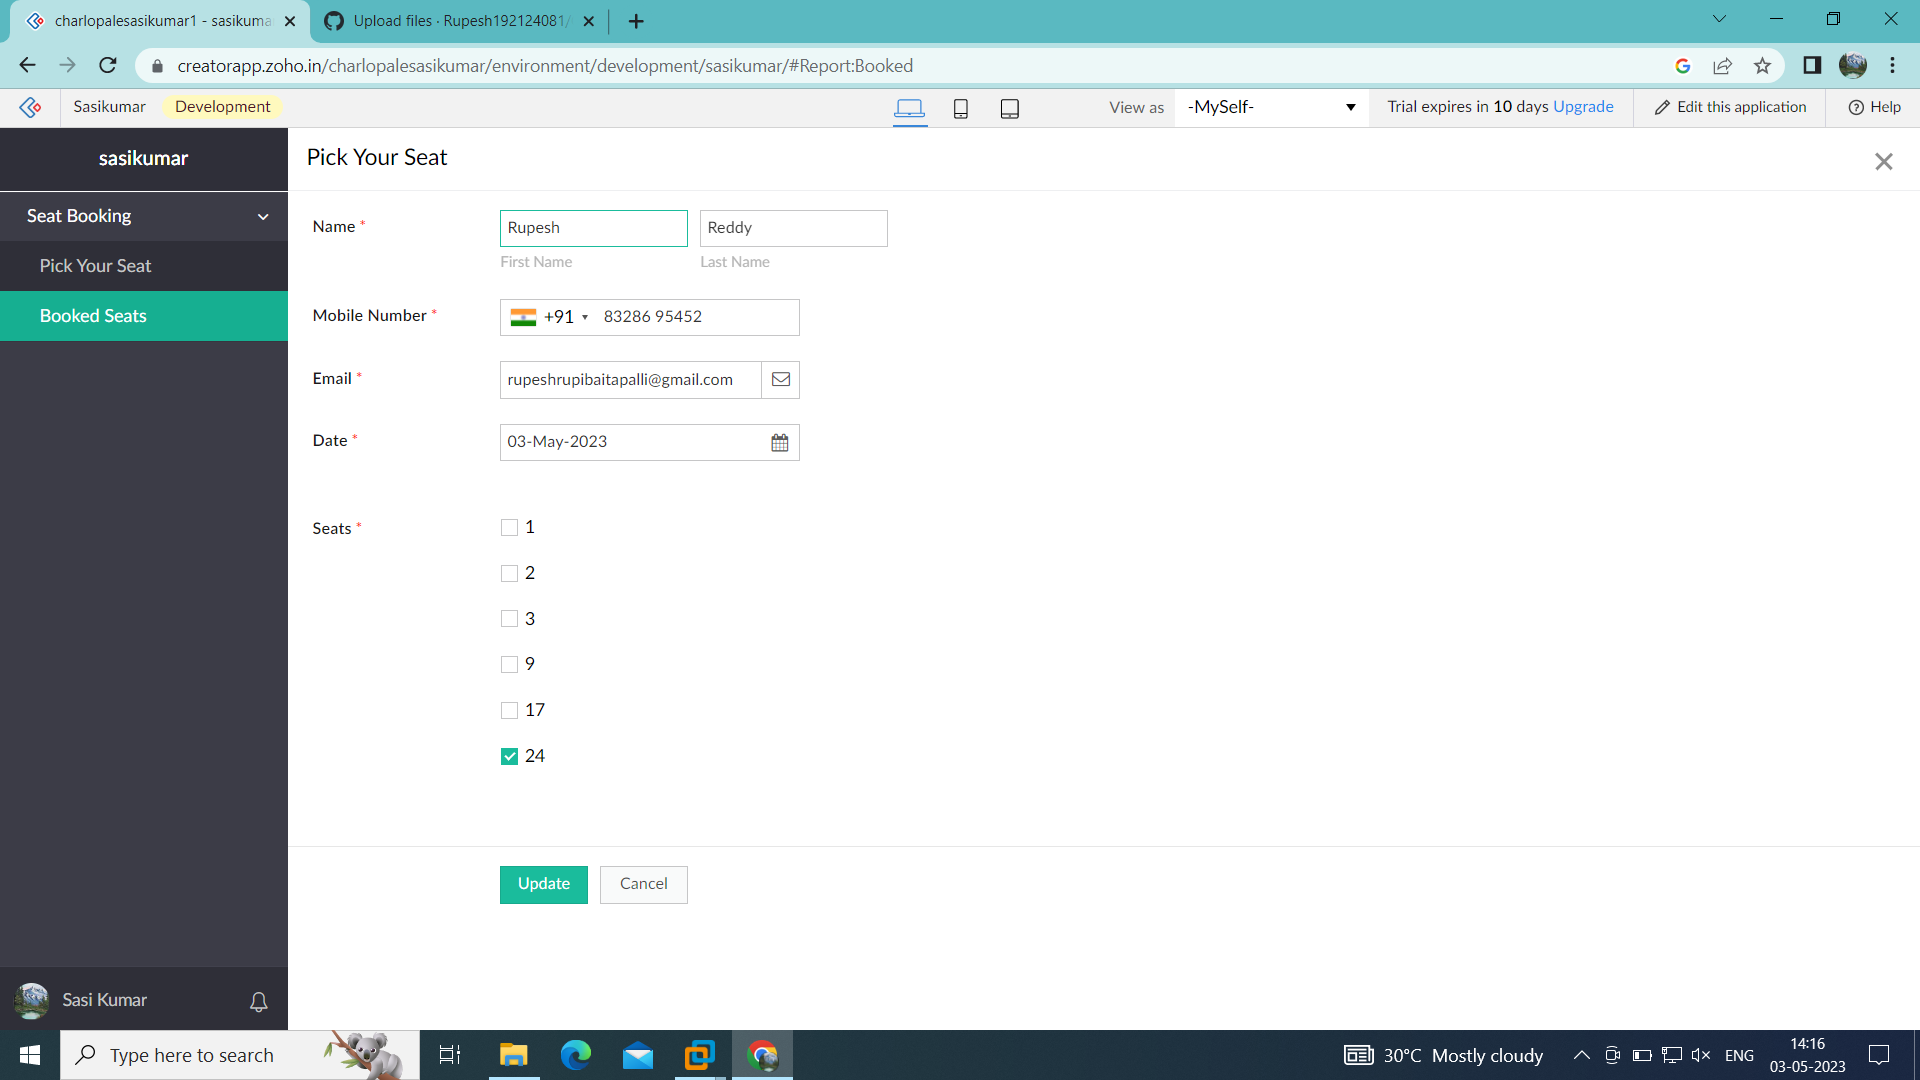 charlopalesasikumar1 - sasikuma
Upload files · Rupesh192124081/
creatorapp.zoho.in/charlopalesasikumar/environment/development/sasikumar/#Report:Booked
Sasikumar
Development
View as
-MySelf-
Trial expires in 10 days Upgrade
Edit this application
Help
sasikumar
Pick Your Seat
Seat Booking
Pick Your Seat
Booked Seats
Name *
Rupesh
Reddy
First Name
Last Name
Mobile Number *
+91
83286 95452
Email *
rupeshrupibaitapalli@gmail.com
Date *
03-May-2023
Seats *
1
2
3
9
17
24
Update
Cancel
Sasi Kumar
Type here to search
30°C Mostly cloudy
ENG
14:16
03-05-2023